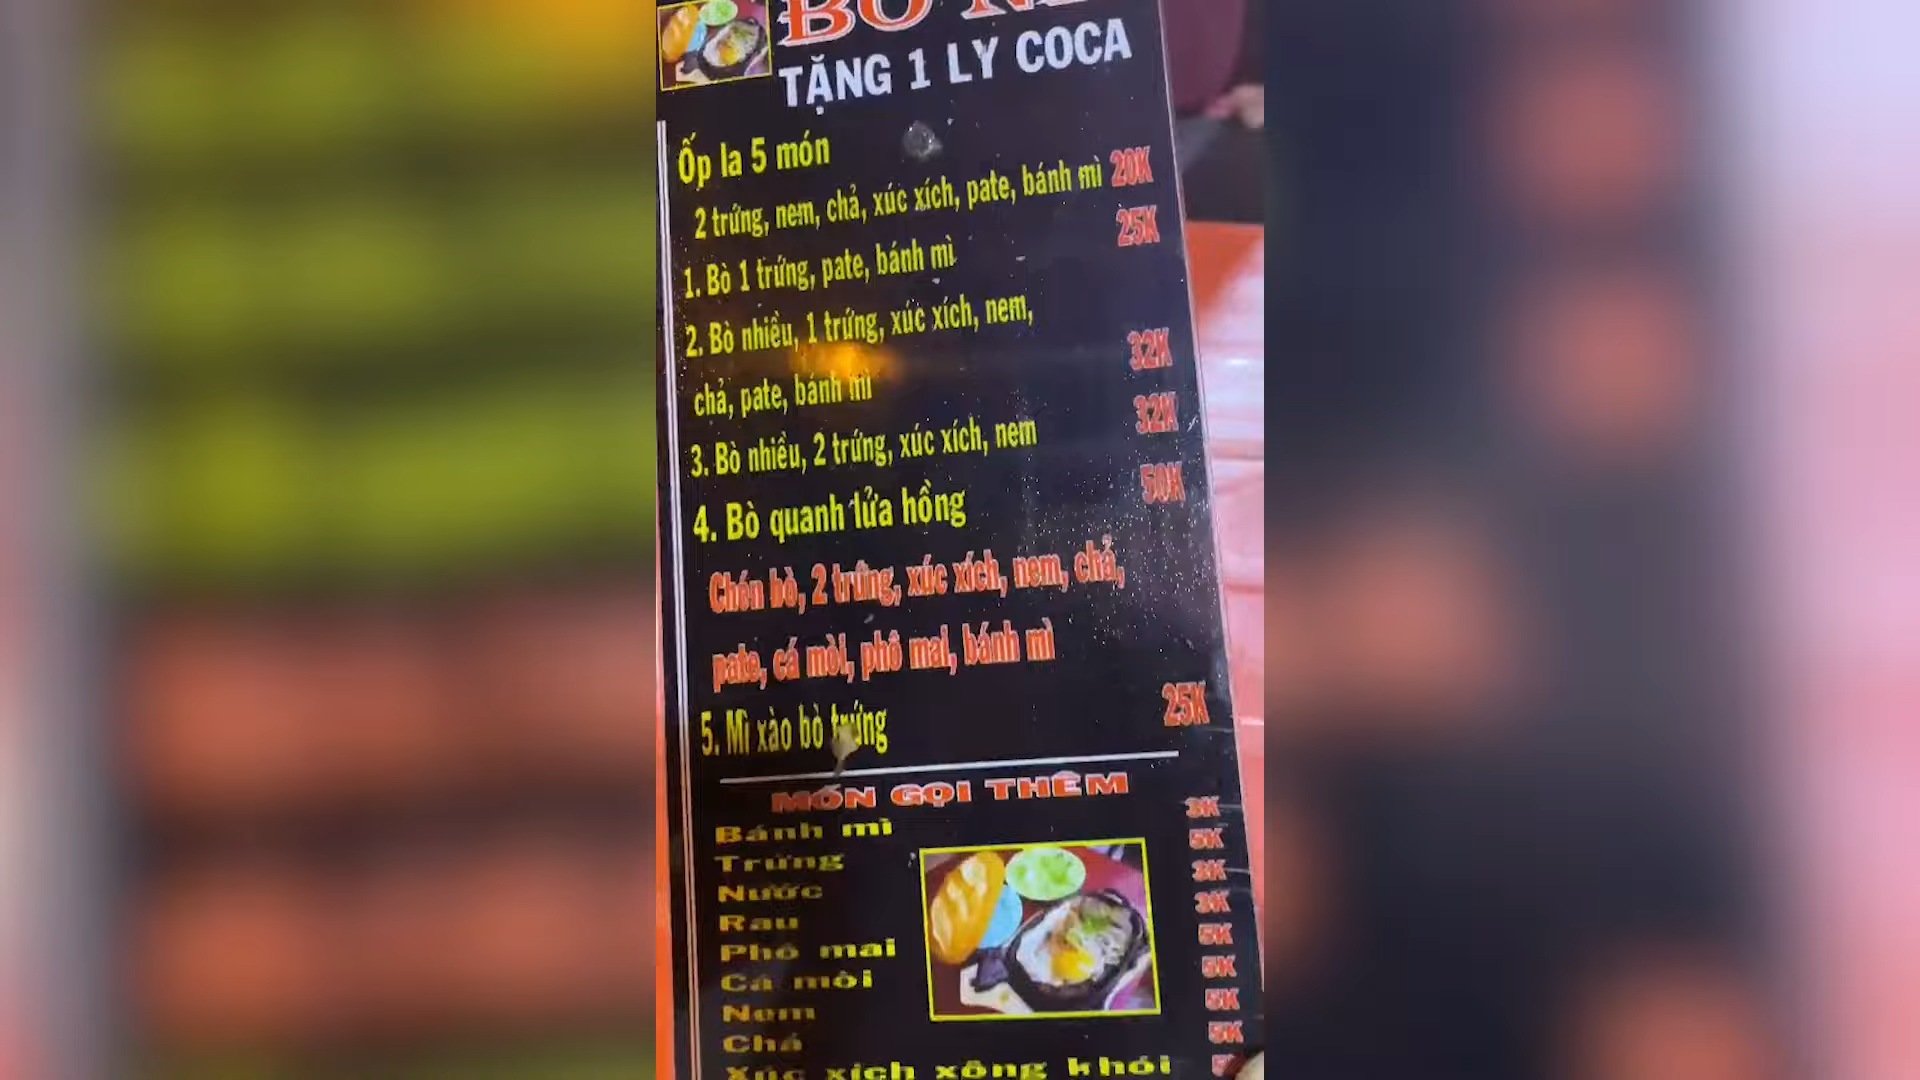 BÒ
TẶNG 1 LY COCA
Ốp la 5 món
2 trứng, nem, chả, xúc xích, pate, bánh mì 20K
1. Bò 1 trứng, pate, bánh mì 25K
2. Bò nhiều, 1 trứng, xúc xích, nem,
chả, pate, bánh mì 32K
3. Bò nhiều, 2 trứng, xúc xích, nem 32K
4. Bò quanh lửa hồng 50K
Chén bò, 2 trứng, xúc xích, nem, chả,
pate, cá mòi, phô mai, bánh mì
5. Mì xào bò trứng 25K
MÓN GỌI THÊM
Bánh mì 3K
Trứng 5K
Nước 3K
Rau 3K
Phô mai 5K
Cá mòi 5K
Nem 5K
Chả 5K
Xúc xích xông khói